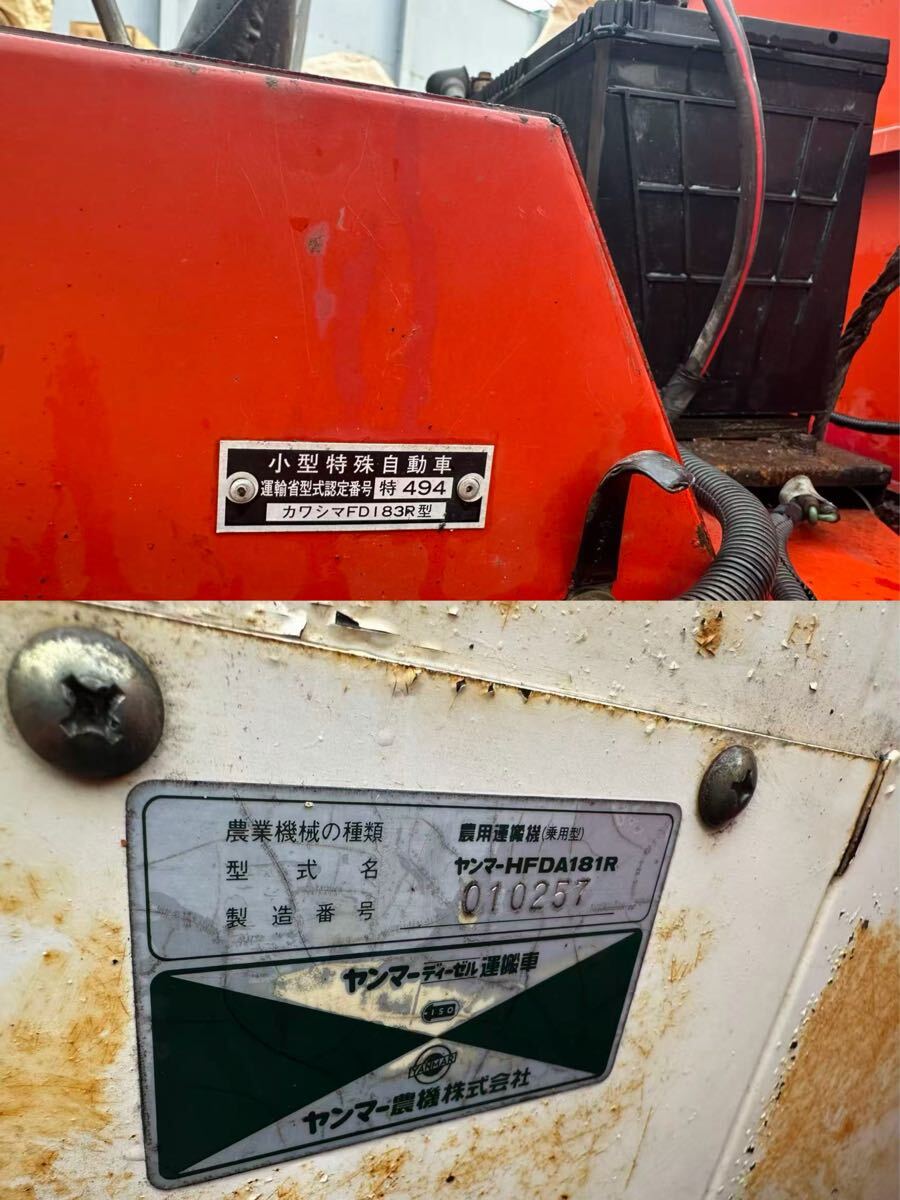 小型特殊自動車
運輸省型式認定番号 特 494
カワシマFD183R型
農業機械の種類 農用運搬機(乗用型)
型式名 ヤンマーHFDA181R
製造番号 010257
ヤンマーディーゼル運搬車
ISO
YANMAR
ヤンマー農機株式会社